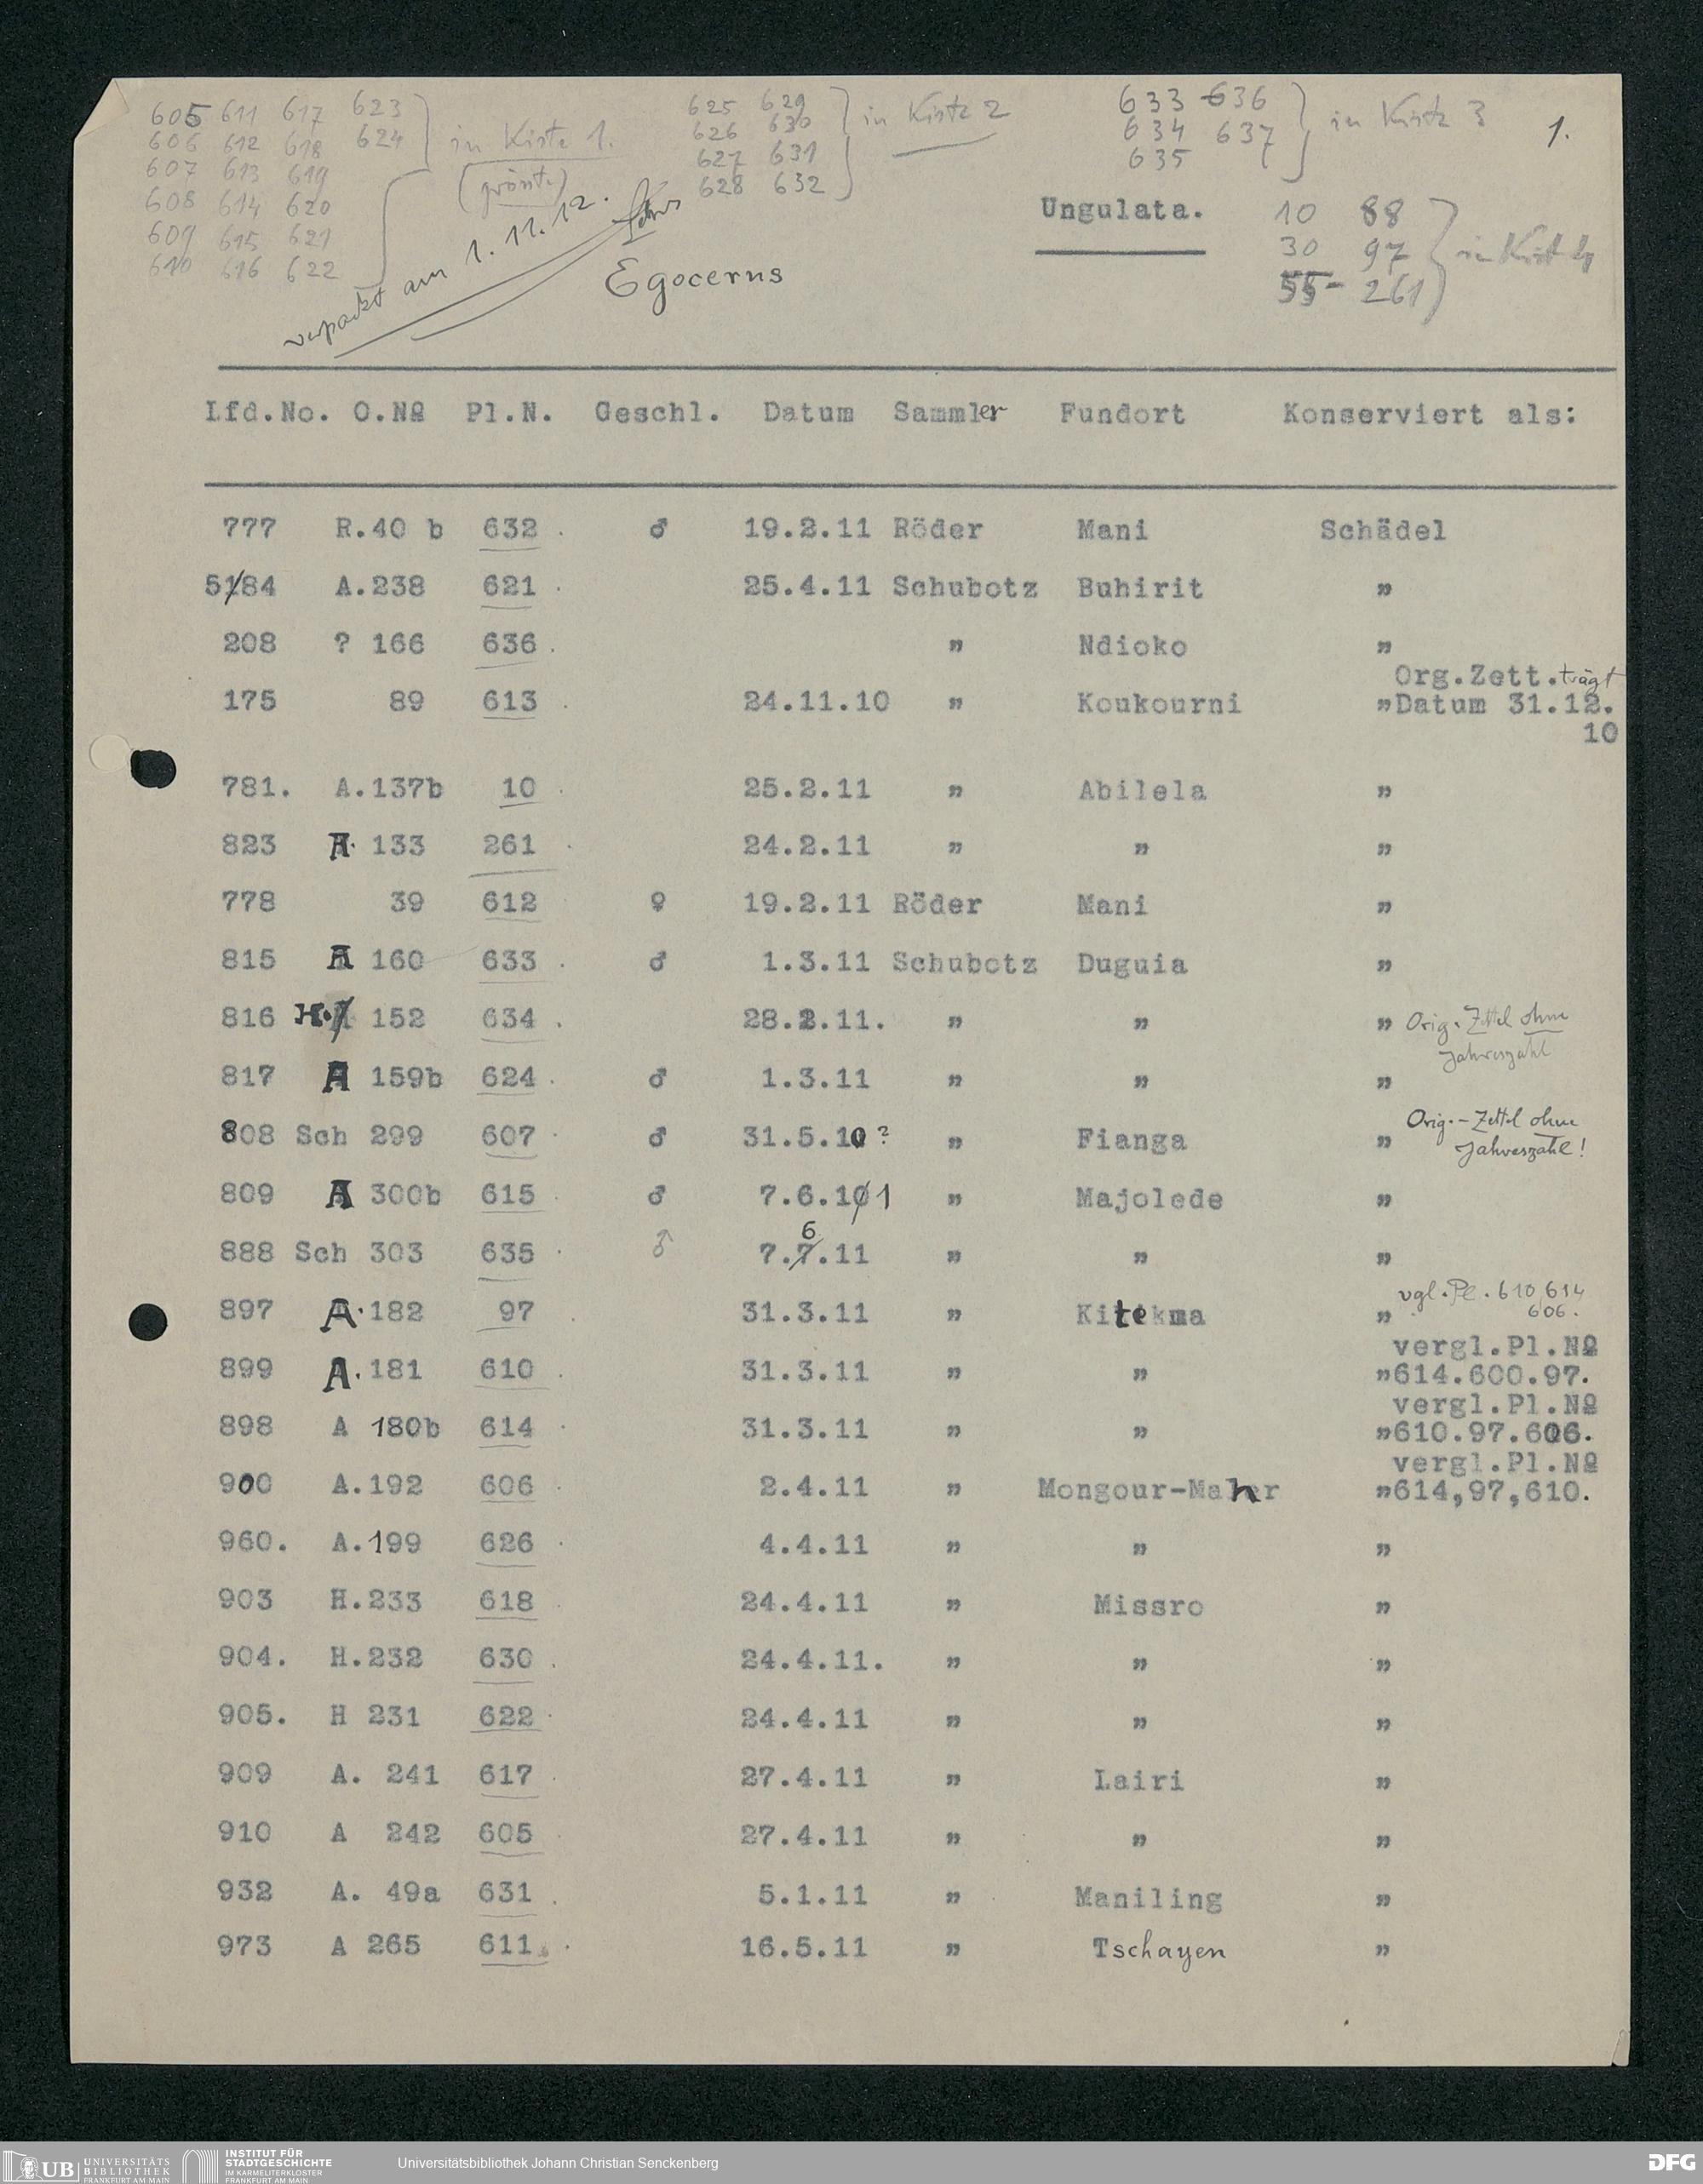 605 611 617 623
606 612 618 624
607 613 619
608 614 620
609 615 621
610 616 622
in Kiste 1.
(grösste)
verpackt am 1.11.12.
625 629
626 630
627 631
628 632
in Kiste 2
633 636
634 637
635
in Kiste 3
1.
Ungulata.
10 88
30 97
55- 261
in Kiste 4
Egocerus
Lfd.No. O.No Pl.N. Geschl. Datum Sammler Fundort Konserviert als:
777 R.40 b 632 . ♂ 19.2.11 Röder Mani Schädel
5184 A.238 621 . 25.4.11 Schubotz Buhirit "
208 ? 166 636 . " Ndioko "
Org.Zett.trägt
175 89 613 . 24.11.10 " Koukourni "Datum 31.12.
10
781. A.137b 10 . 25.2.11 " Abilela "
823 A. 133 261 . 24.2.11 " " "
778 39 612 ♀ 19.2.11 Röder Mani "
815 A 160 633 . ♂ 1.3.11 Schubotz Duguia "
816 H. 152 634 . 28.2.11. " " " Orig. Zettel ohne
Jahreszahl
817 A 159b 624 . ♂ 1.3.11 " " "
808 Sch 299 607 . ♂ 31.5.10 ? " Fianga " Orig.-Zettel ohne
Jahreszahl!
809 A 300b 615 . ♂ 7.6.101 " Majolede "
6
888 Sch 303 635 . ♂ 7.7.11 " " "
vgl. Pl. 610 614
606.
897 A.182 97 . 31.3.11 " Kitekma "
vergl.Pl.No
899 A.181 610 . 31.3.11 " " "614.600.97.
vergl.Pl.No
898 A 180b 614 . 31.3.11 " " "610.97.606.
vergl.Pl.No
900 A.192 606 . 2.4.11 " Mongour-Maher "614,97,610.
960. A.199 626 . 4.4.11 " " "
903 H.233 618 . 24.4.11 " Missro "
904. H.232 630 . 24.4.11. " " "
905. H 231 622 . 24.4.11 " " "
909 A. 241 617 . 27.4.11 " Lairi "
910 A 242 605 . 27.4.11 " " "
932 A. 49a 631 . 5.1.11 " Maniling "
973 A 265 611 . 16.5.11 " Tschayen "
UB UNIVERSITÄTS
BIBLIOTHEK
FRANKFURT AM MAIN
INSTITUT FÜR
STADTGESCHICHTE
IM KARMELITERKLOSTER
FRANKFURT AM MAIN
Universitätsbibliothek Johann Christian Senckenberg
DFG